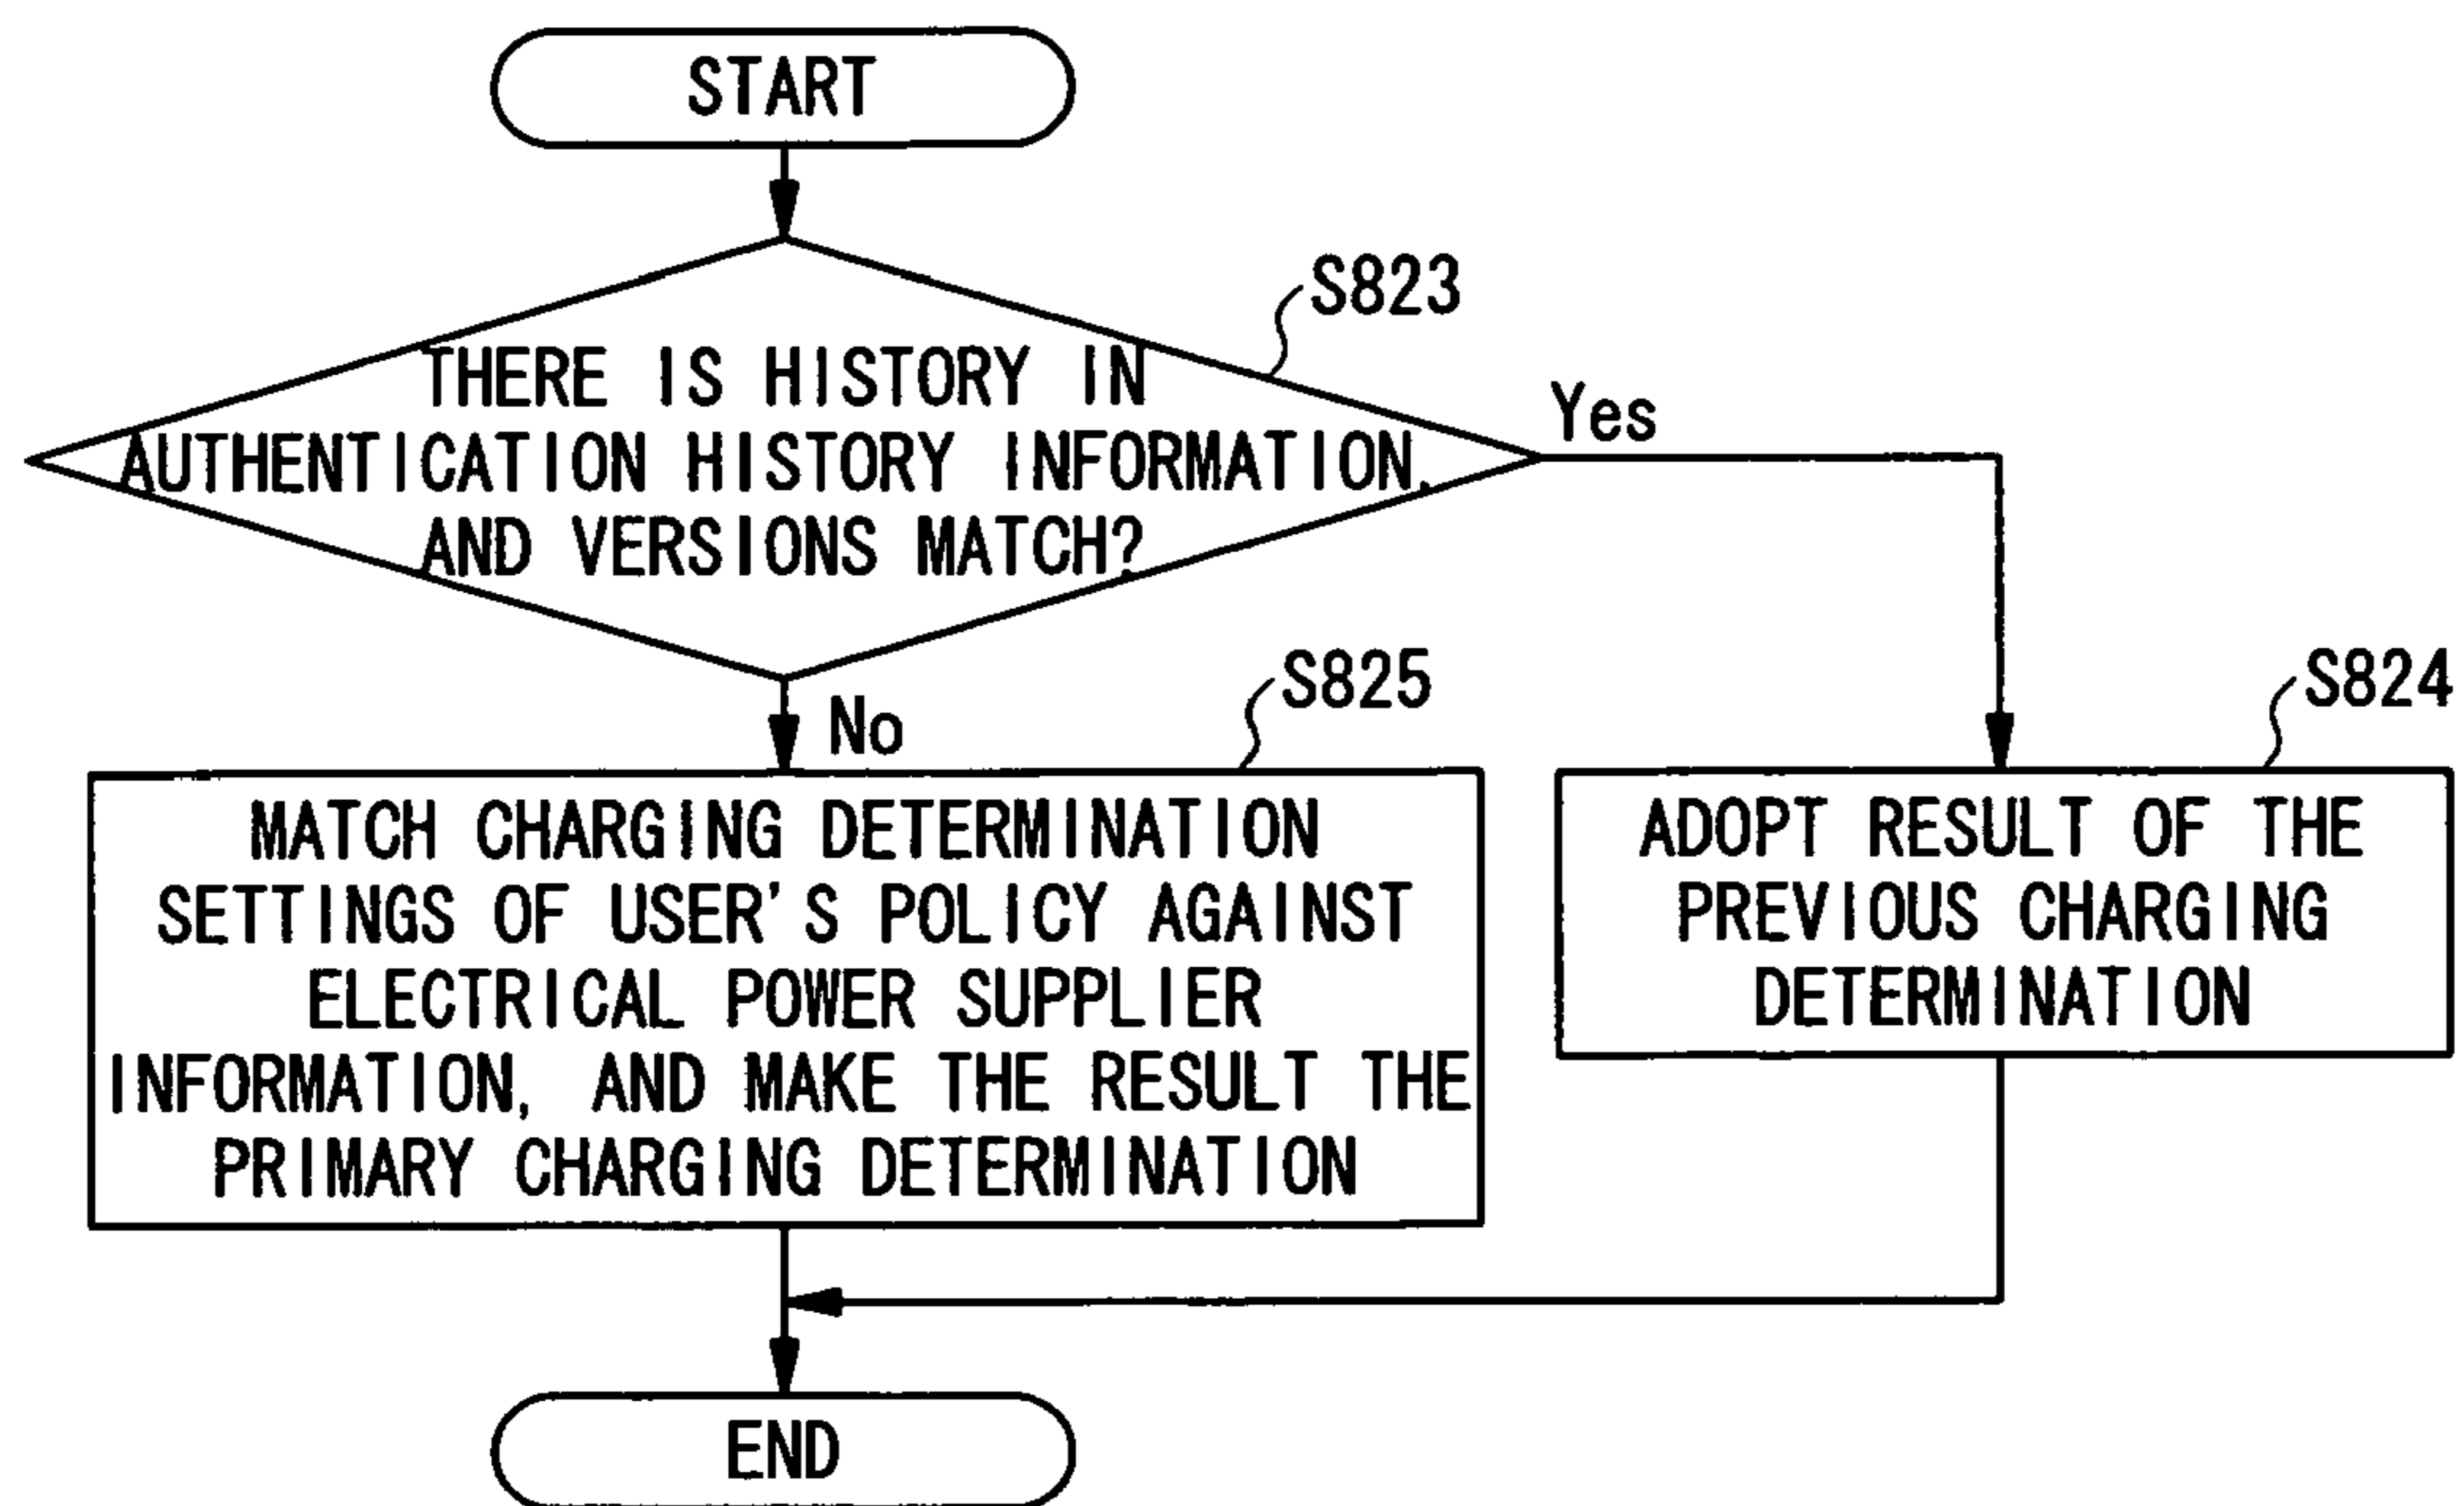 START
S823
THERE IS HISTORY IN
AUTHENTICATION HISTORY INFORMATION,
AND VERSIONS MATCH?
Yes
No
S825
S824
MATCH CHARGING DETERMINATION
SETTINGS OF USER'S POLICY AGAINST
ELECTRICAL POWER SUPPLIER
INFORMATION, AND MAKE THE RESULT THE
PRIMARY CHARGING DETERMINATION
ADOPT RESULT OF THE
PREVIOUS CHARGING
DETERMINATION
END